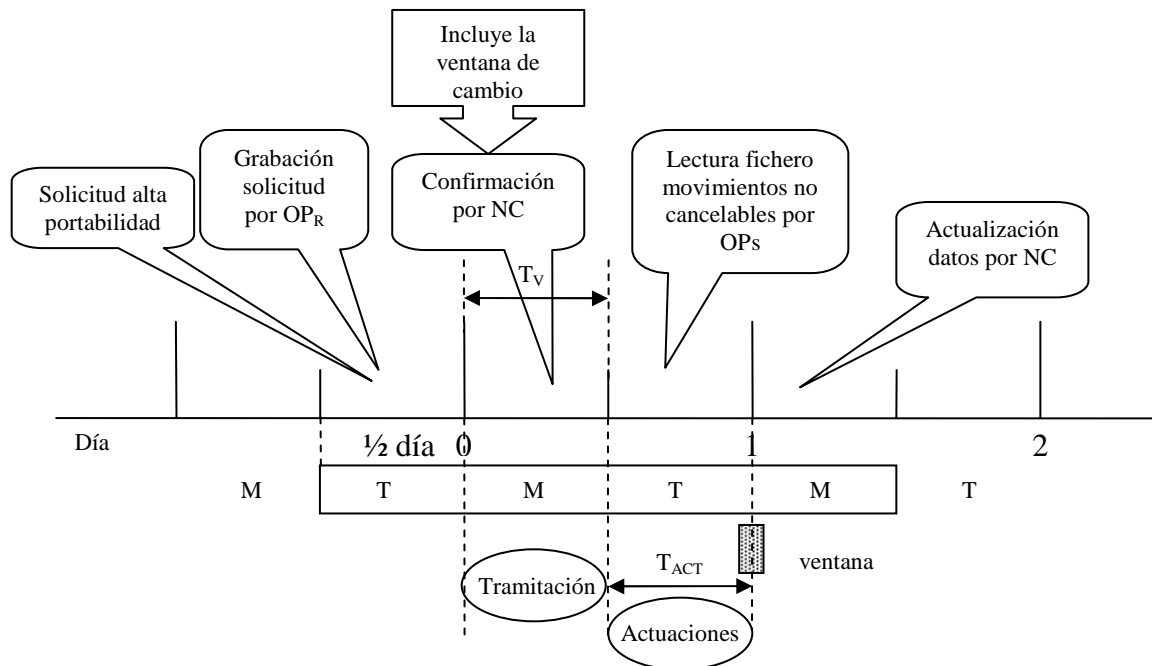 Incluye la
ventana de
cambio
Grabación
solicitud
por OPR
Solicitud alta
portabilidad
Confirmación
por NC
Lectura fichero
movimientos no
cancelables por
OPs
Actualización
datos por NC
TV
Día
½ día 0 1 2
M T M T M T
TACT
ventana
Tramitación
Actuaciones